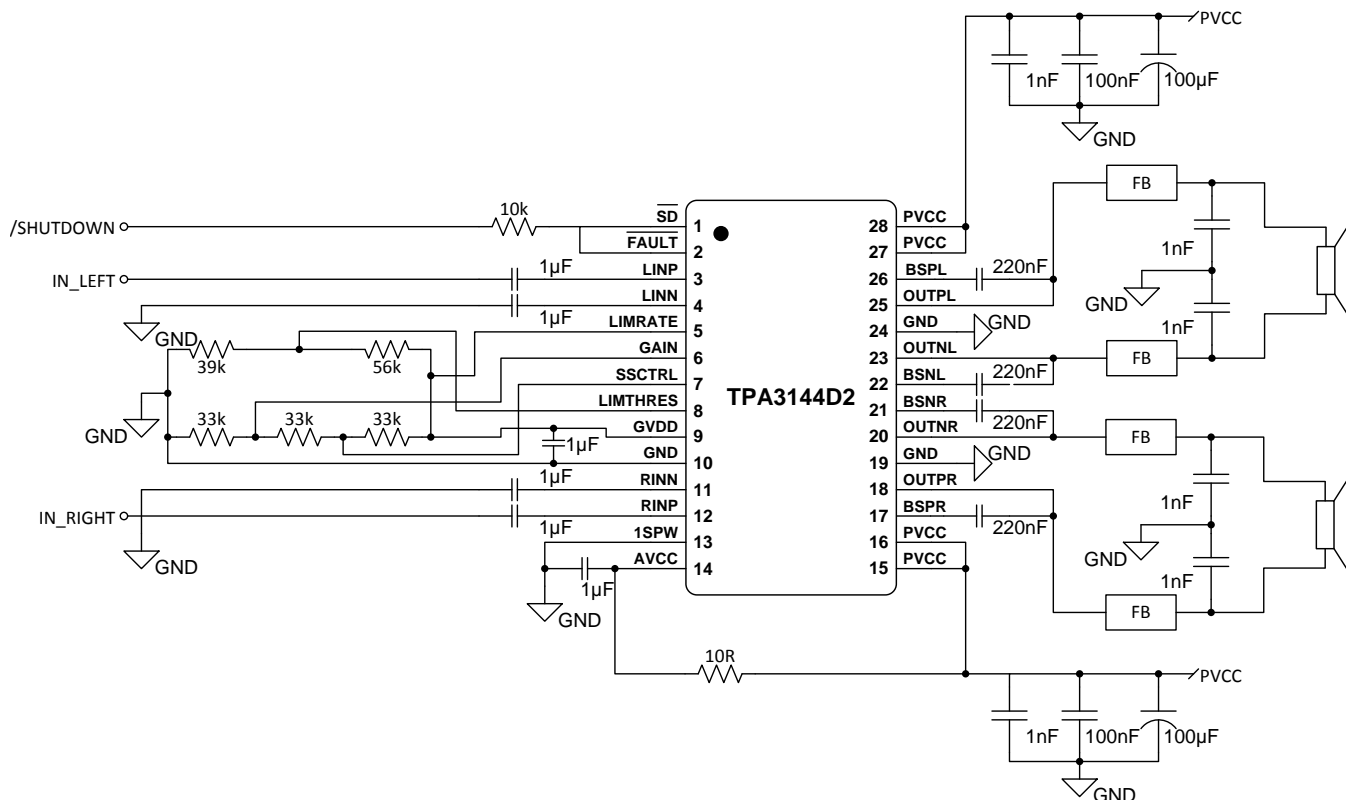 PVCC
1nF
100nF
100µF
GND
/SHUTDOWN
10k
SD
1
FAULT
2
IN_LEFT
1µF
LINP
3
LINN
4
1µF
GND
LIMRATE
5
39k
56k
GAIN
6
SSCTRL
7
LIMTHRES
8
GND
33k
33k
33k
GVDD
9
1µF
GND
10
1µF
RINN
11
IN_RIGHT
RINP
12
1µF
GND
1SPW
13
AVCC
14
1µF
GND
TPA3144D2
28
PVCC
27
PVCC
26
BSPL
220nF
25
OUTPL
24
GND
GND
23
OUTNL
220nF
22
BSNL
21
BSNR
220nF
20
OUTNR
19
GND
GND
18
OUTPR
17
BSPR
220nF
16
PVCC
15
PVCC
FB
1nF
GND
1nF
FB
FB
1nF
GND
1nF
FB
10R
PVCC
1nF
100nF
100µF
GND